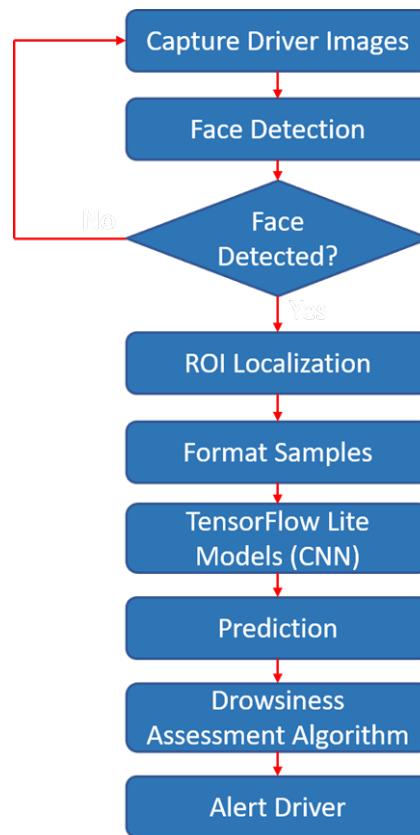 Capture Driver Images
Face Detection
Face
Detected?
No
Yes
ROI Localization
Format Samples
TensorFlow Lite
Models (CNN)
Prediction
Drowsiness
Assessment Algorithm
Alert Driver